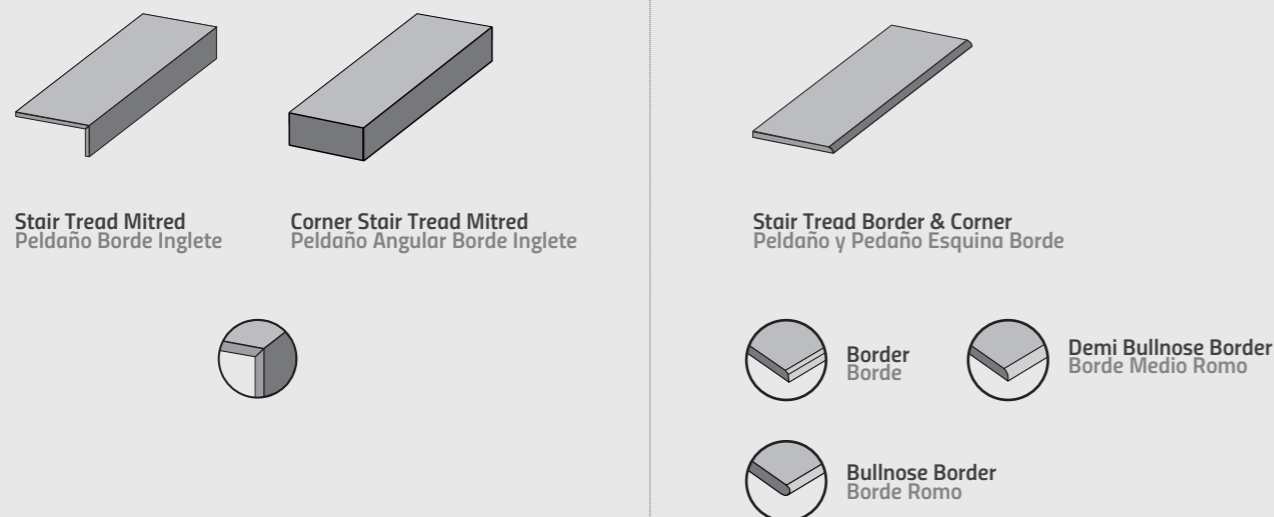 Stair Tread Mitred
Peldaño Borde Inglete
Corner Stair Tread Mitred
Peldaño Angular Borde Inglete
Stair Tread Border & Corner
Peldaño y Pedaño Esquina Borde
Border
Borde
Demi Bullnose Border
Borde Medio Romo
Bullnose Border
Borde Romo